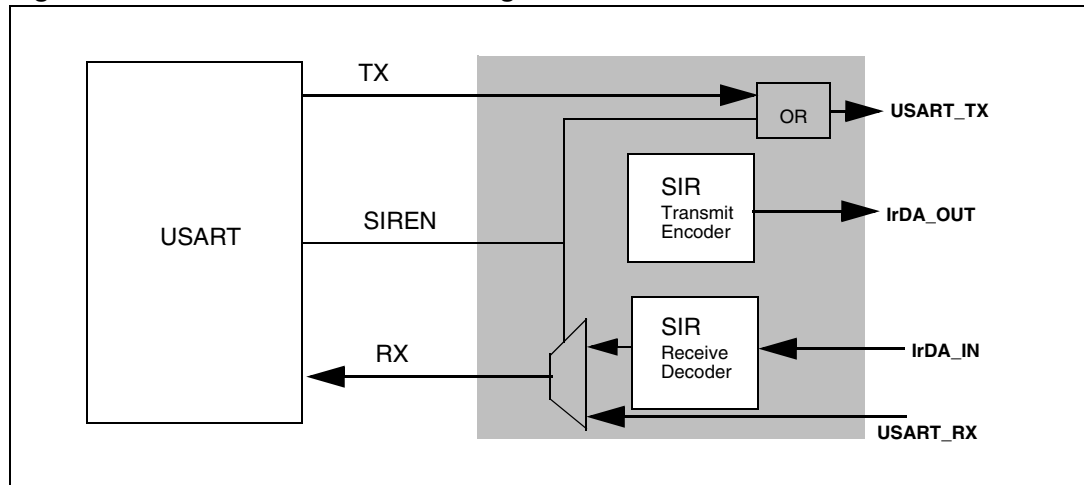 TX
OR
USART_TX
SIR
Transmit
Encoder
IrDA_OUT
USART
SIREN
SIR
Receive
Decoder
IrDA_IN
RX
USART_RX